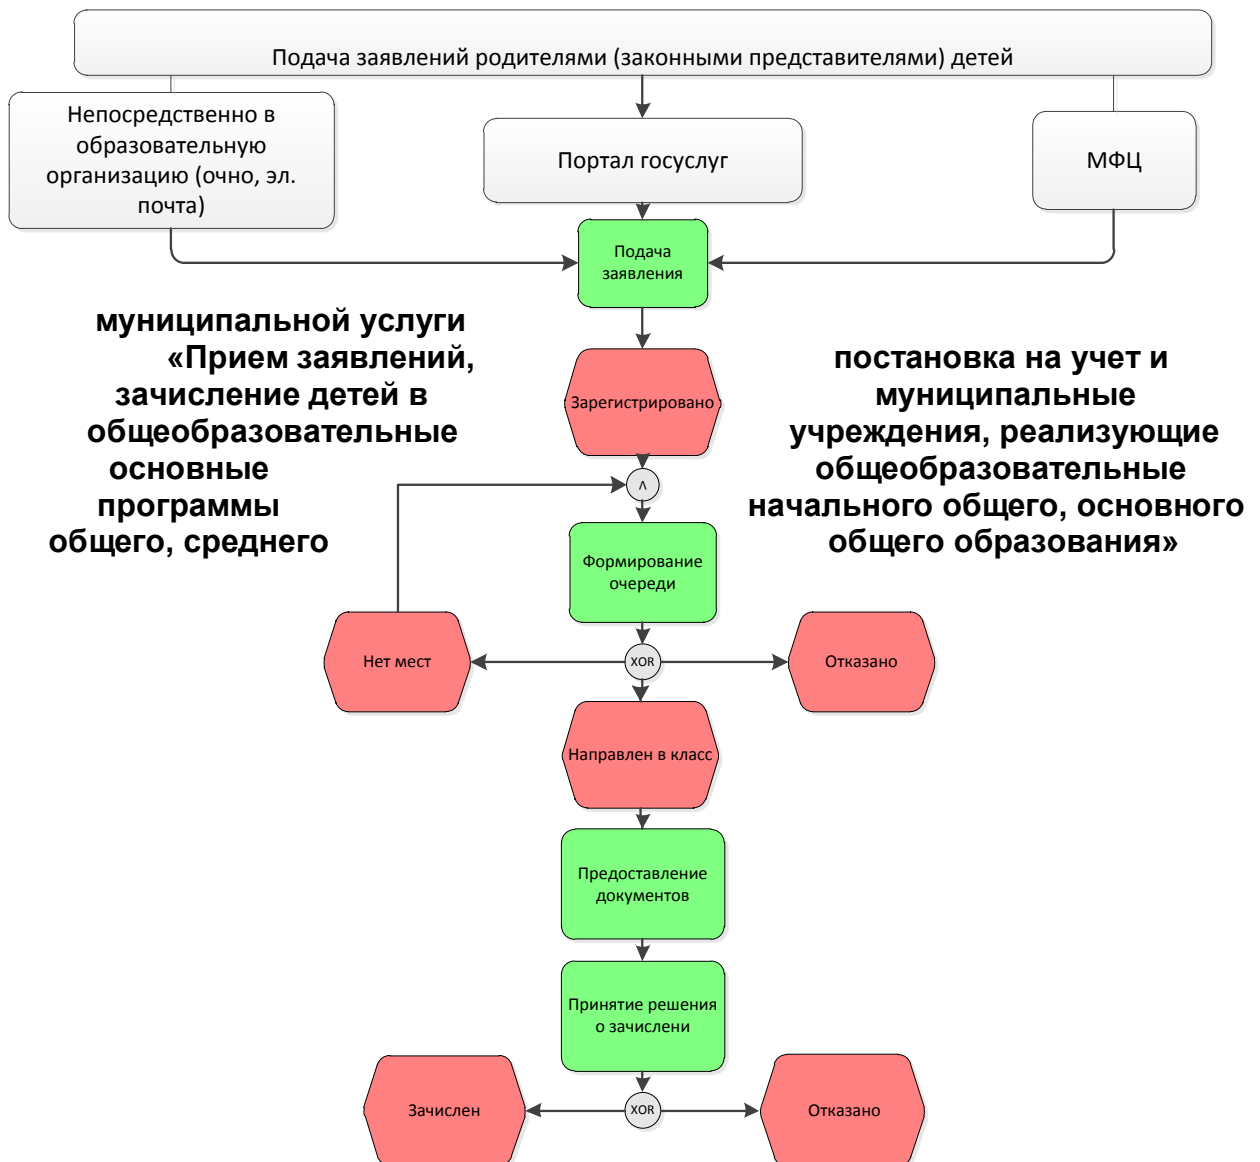 Подача заявлений родителями (законными представителями) детей
Непосредственно в
образовательную
организацию (очно, эл.
почта)
Портал госуслуг
МФЦ
Подача
заявления
муниципальной услуги
«Прием заявлений,
зачисление детей в
общеобразовательные
основные
программы
общего, среднего
постановка на учет и
муниципальные
учреждения, реализующие
общеобразовательные
начального общего, основного
общего образования»
Зарегистрировано
Λ
Формирование
очереди
Нет мест
XOR
Отказано
Направлен в класс
Предоставление
документов
Принятие решения
о зачислени
Зачислен
XOR
Отказано